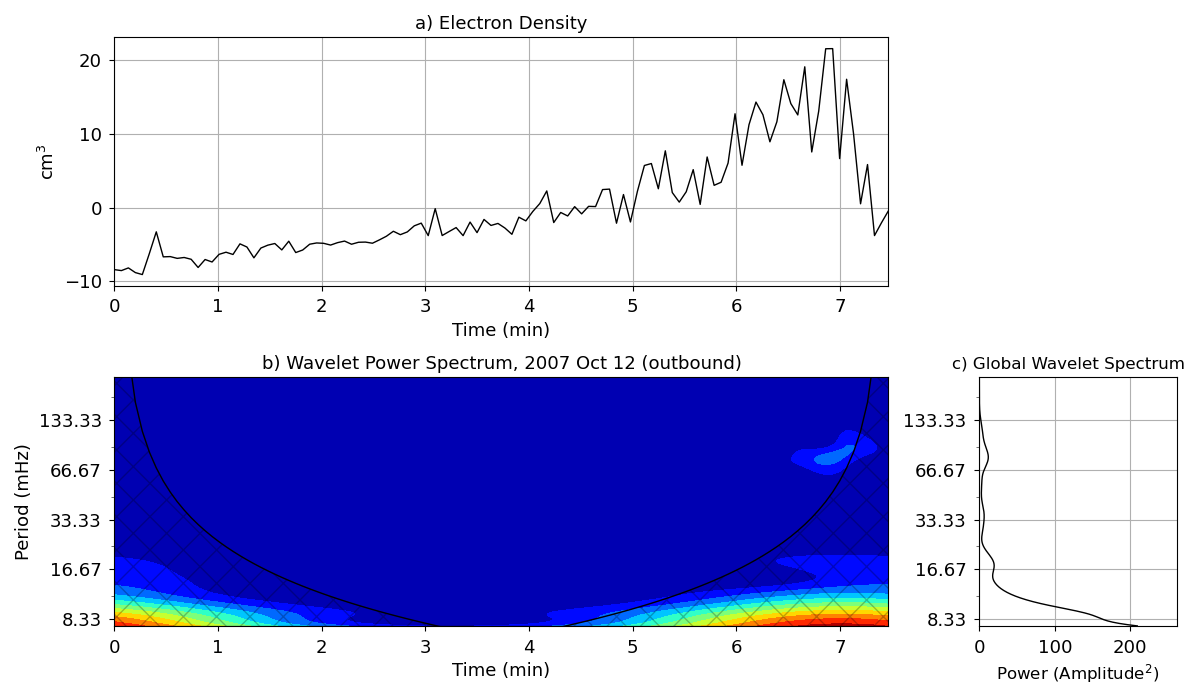 a) Electron Density
cm³
20
10
0
−10
0 1 2 3 4 5 6 7
Time (min)
b) Wavelet Power Spectrum, 2007 Oct 12 (outbound)
Period (mHz)
133.33
66.67
33.33
16.67
8.33
0 1 2 3 4 5 6 7
Time (min)
c) Global Wavelet Spectrum
133.33
66.67
33.33
16.67
8.33
0 100 200
Power (Amplitude²)